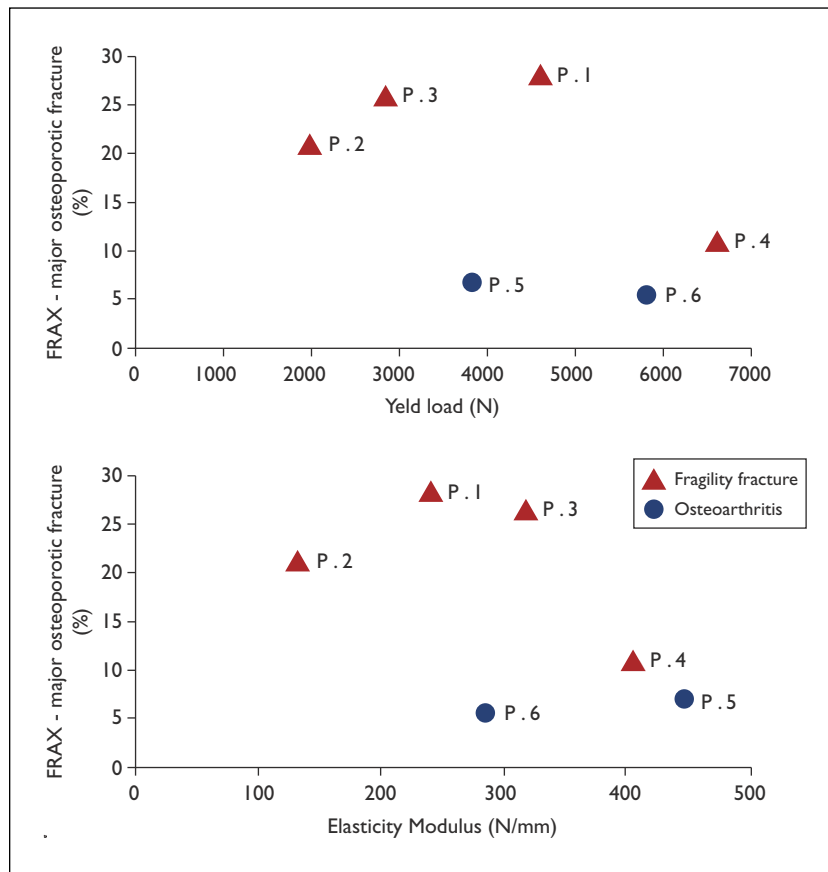 FRAX - major osteoporotic fracture
(%)
30
25
20
15
10
5
0
P . 1
P . 3
P . 2
P . 4
P . 5
P . 6
0 1000 2000 3000 4000 5000 6000 7000
Yeld load (N)
FRAX - major osteoporotic fracture
(%)
30
25
20
15
10
5
0
Fragility fracture
Osteoarthritis
P . 1
P . 3
P . 2
P . 4
P . 5
P . 6
0 100 200 300 400 500
Elasticity Modulus (N/mm)